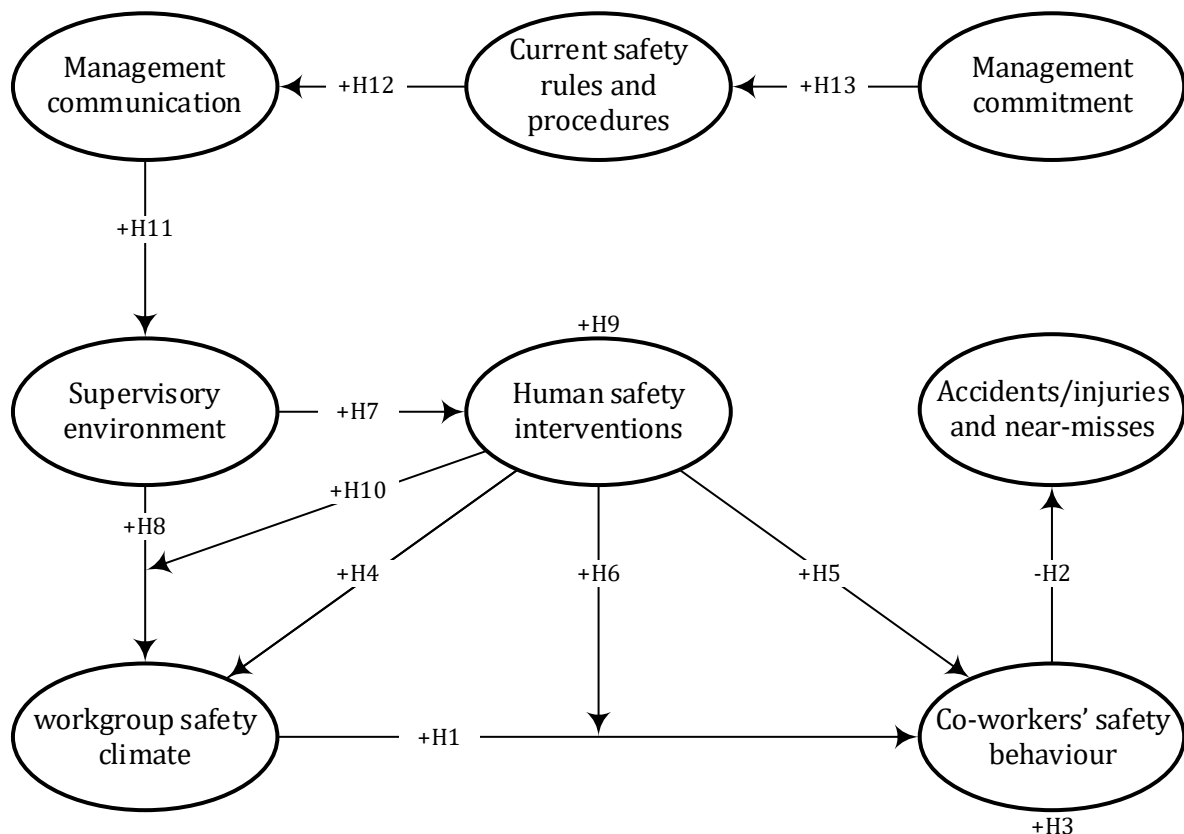 Management
communication
+H12
Current safety
rules and
procedures
+H13
Management
commitment
+H11
+H9
Supervisory
environment
+H7
Human safety
interventions
Accidents/injuries
and near-misses
+H10
+H8
+H4
+H6
+H5
-H2
workgroup safety
climate
+H1
Co-workers’ safety
behaviour
+H3